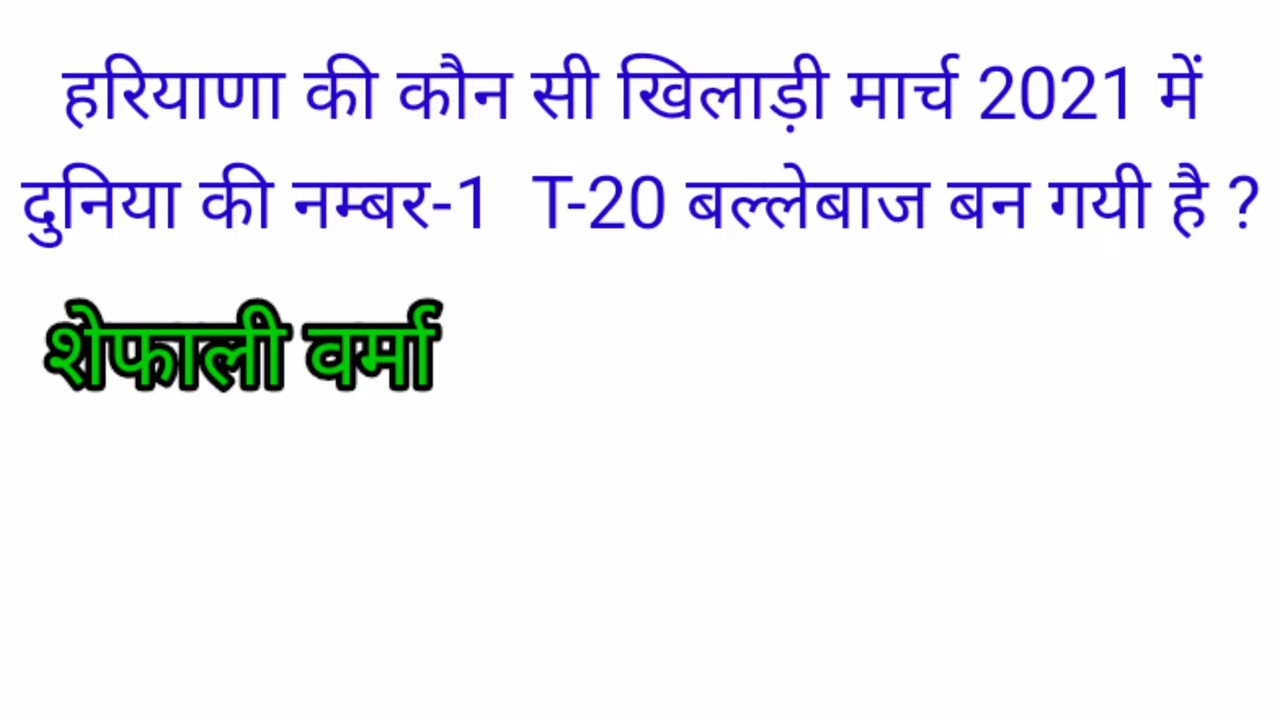 हरियाणा की कौन सी खिलाड़ी मार्च 2021 में
दुनिया की नम्बर-1 T-20 बल्लेबाज बन गयी है ?
शेफाली वर्मा